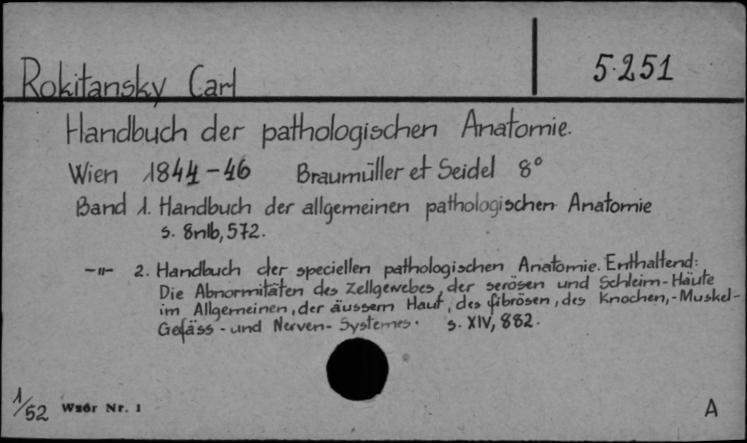 Rokitansky Carl
5.251
Handbuch der pathologischen Anatomie.
Wien 1844-46 Braumüller et Seidel 8°
Band 1. Handbuch der allgemeinen pathologischen Anatomie
s. 8nlb, 572.
-"- 2. Handbuch der speciellen pathologischen Anatomie. Enthaltend:
Die Abnormitäten des Zellgewebes, der serösen und Schleim-Häute
im Allgemeinen, der äussern Haut, des fibrösen, des Knochen,-Muskel-
Gefäss-und Nerven-Systemes. s. XIV, 882.
1/52 Wzór Nr. 1
A